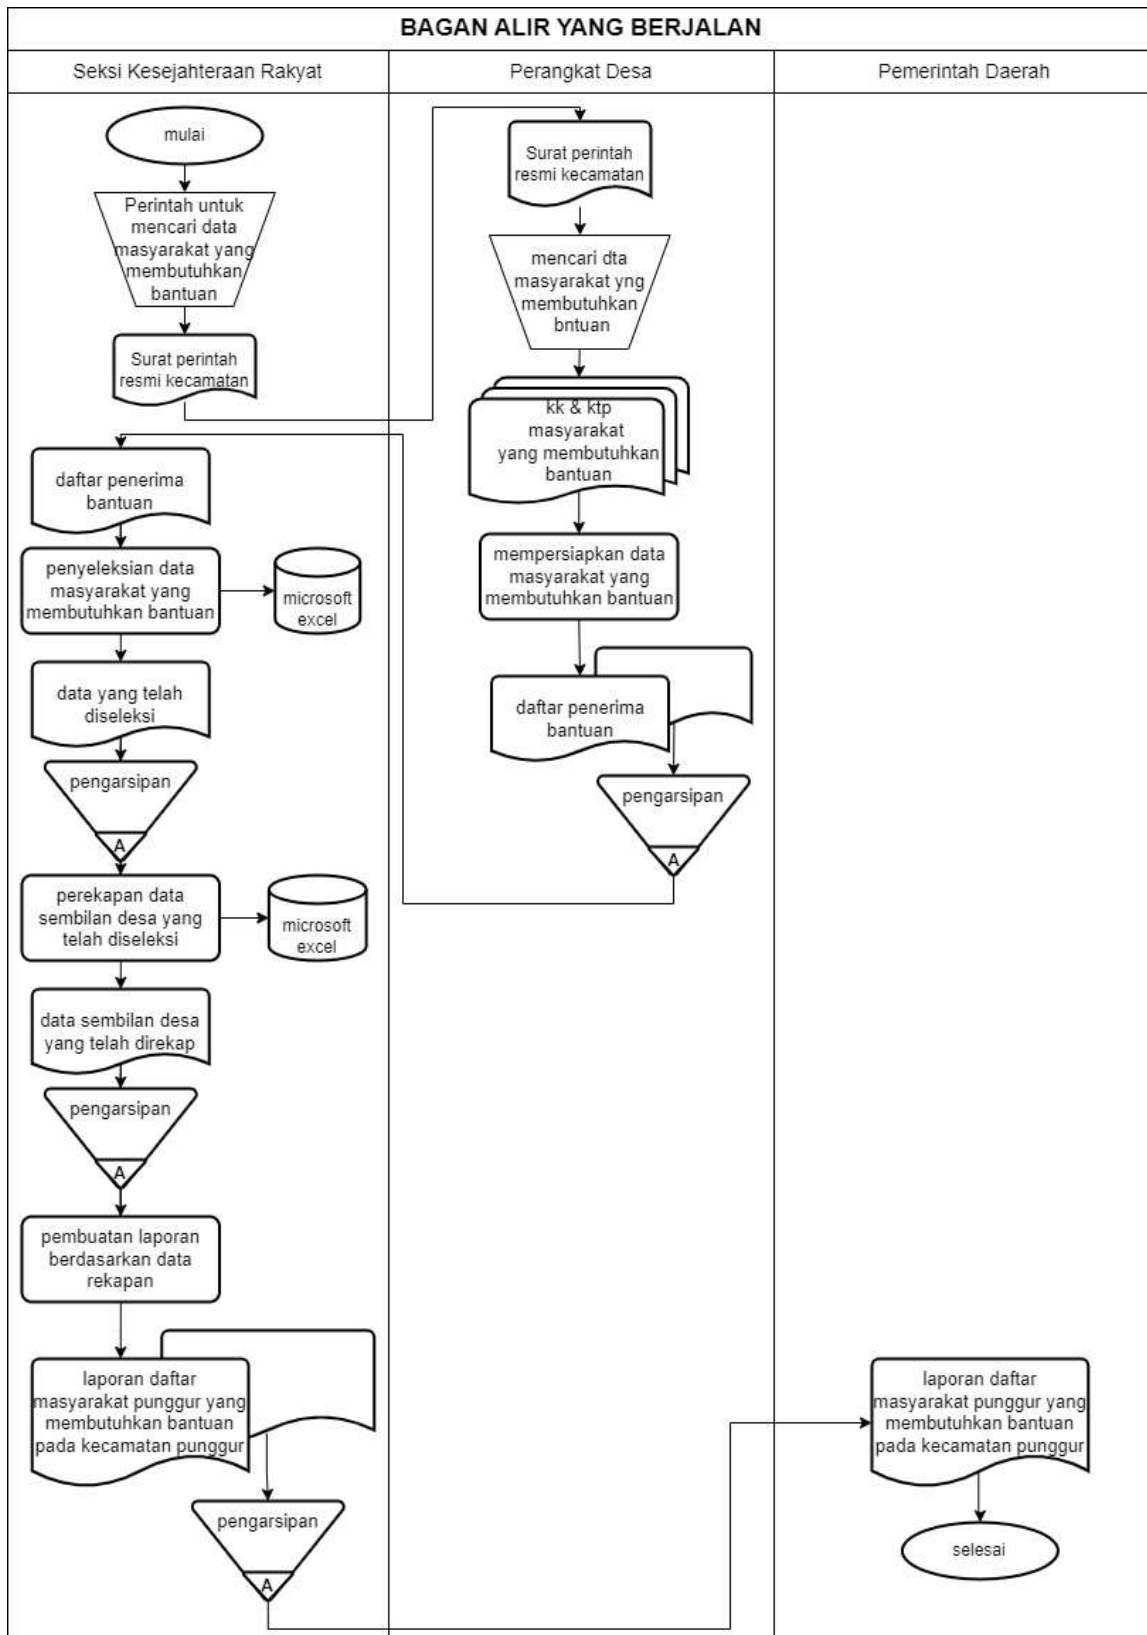 BAGAN ALIR YANG BERJALAN
Seksi Kesejahteraan Rakyat
Perangkat Desa
Pemerintah Daerah
mulai
Perintah untuk
mencari data
masyarakat yang
membutuhkan
bantuan
Surat perintah
resmi kecamatan
Surat perintah
resmi kecamatan
mencari dta
masyarakat yng
membutuhkan
bntuan
kk & ktp
masyarakat
yang membutuhkan
bantuan
mempersiapkan data
masyarakat yang
membutuhkan bantuan
daftar penerima
bantuan
pengarsipan
A
daftar penerima
bantuan
penyeleksian data
masyarakat yang
membutuhkan bantuan
microsoft
excel
data yang telah
diseleksi
pengarsipan
A
perekapan data
sembilan desa yang
telah diseleksi
microsoft
excel
data sembilan desa
yang telah direkap
pengarsipan
A
pembuatan laporan
berdasarkan data
rekapan
laporan daftar
masyarakat punggur yang
membutuhkan bantuan
pada kecamatan punggur
pengarsipan
A
laporan daftar
masyarakat punggur yang
membutuhkan bantuan
pada kecamatan punggur
selesai